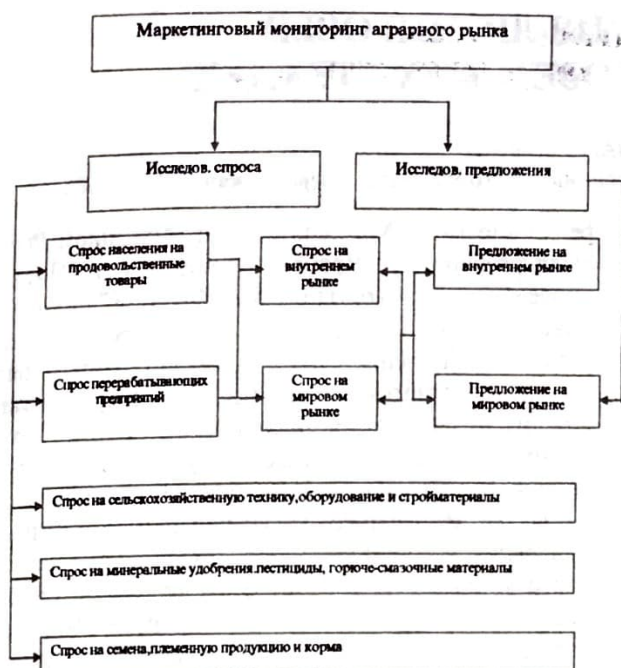 Маркетинговый мониторинг аграрного рынка
Исследов. спроса
Исследов. предложения
Спрос населения на
продовольственные
товары
Спрос на
внутреннем
рынке
Предложение на
внутреннем рынке
Спрос перерабатывающих
предприятий
Спрос на
мировом
рынке
Предложение на
мировом рынке
Спрос на сельскохозяйственную технику,оборудование и стройматериалы
Спрос на минеральные удобрения.пестициды, горюче-смазочные материалы
Спрос на семена,племенную продукцию и корма